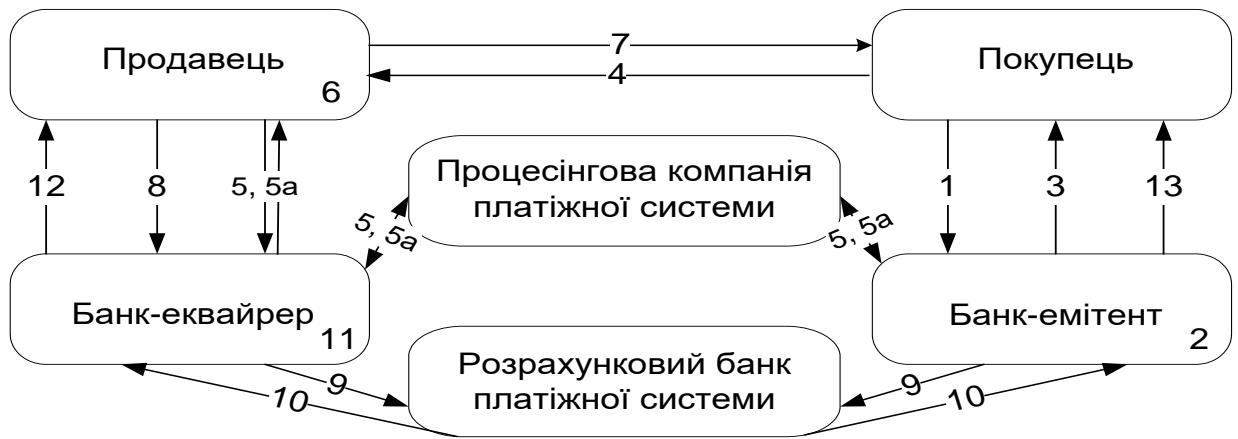 Продавець
6
7
4
Покупець
12
8
5, 5а
Процесінгова компанія
платіжної системи
1
3
13
5, 5а
5, 5а
Банк-еквайрер
11
Банк-емітент
2
Розрахунковий банк
платіжної системи
9
10
9
10